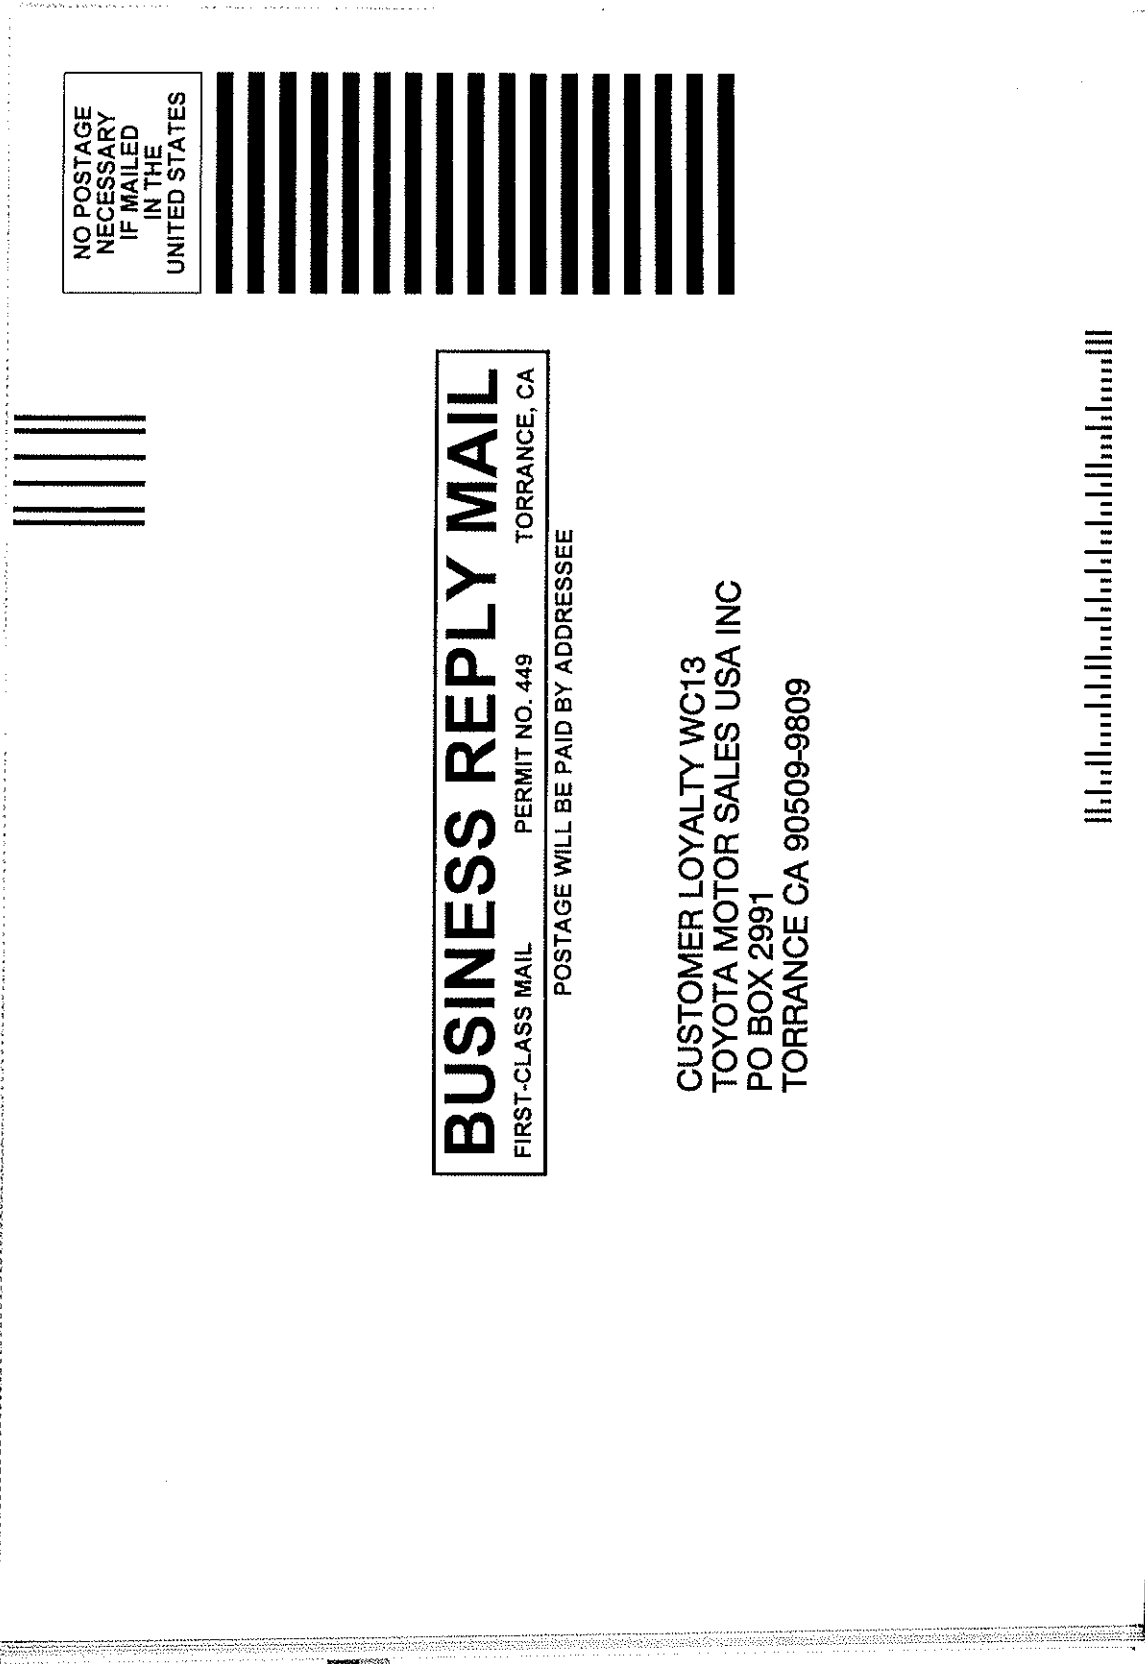 NO POSTAGE
NECESSARY
IF MAILED
IN THE
UNITED STATES
BUSINESS REPLY MAIL
FIRST-CLASS MAIL PERMIT NO. 449 TORRANCE, CA
POSTAGE WILL BE PAID BY ADDRESSEE
CUSTOMER LOYALTY WC13
TOYOTA MOTOR SALES USA INC
PO BOX 2991
TORRANCE CA 90509-9809